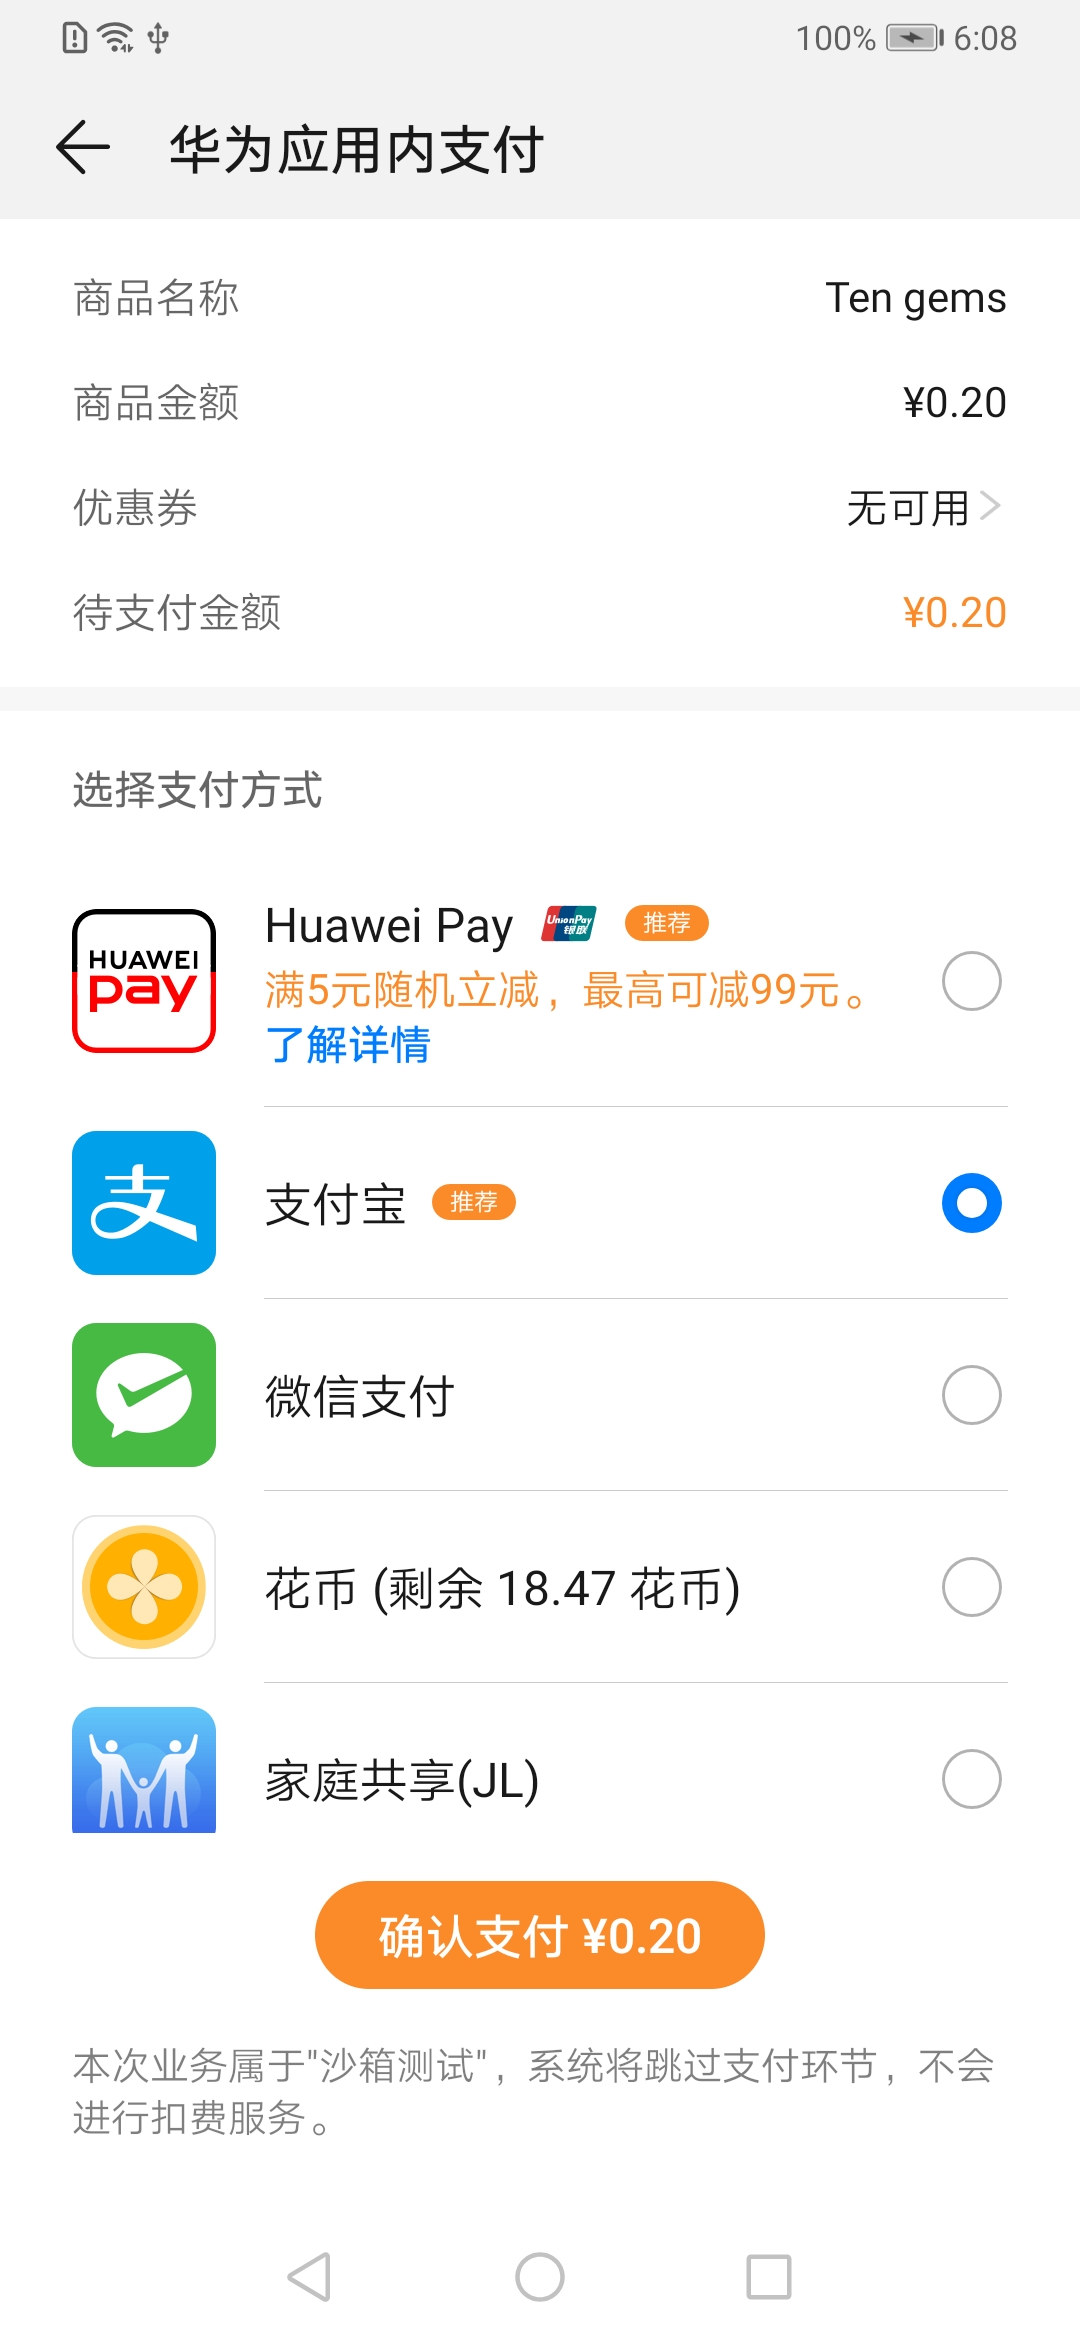 100% 6:08
华为应用内支付
商品名称 Ten gems
商品金额 ¥0.20
优惠券 无可用
待支付金额 ¥0.20
选择支付方式
HUAWEI
pay
Huawei Pay UnionPay 银联 推荐
满5元随机立减，最高可减99元。
了解详情
支 支付宝 推荐
微信支付
花币 (剩余 18.47 花币)
家庭共享(JL)
确认支付 ¥0.20
本次业务属于"沙箱测试"，系统将跳过支付环节，不会
进行扣费服务。